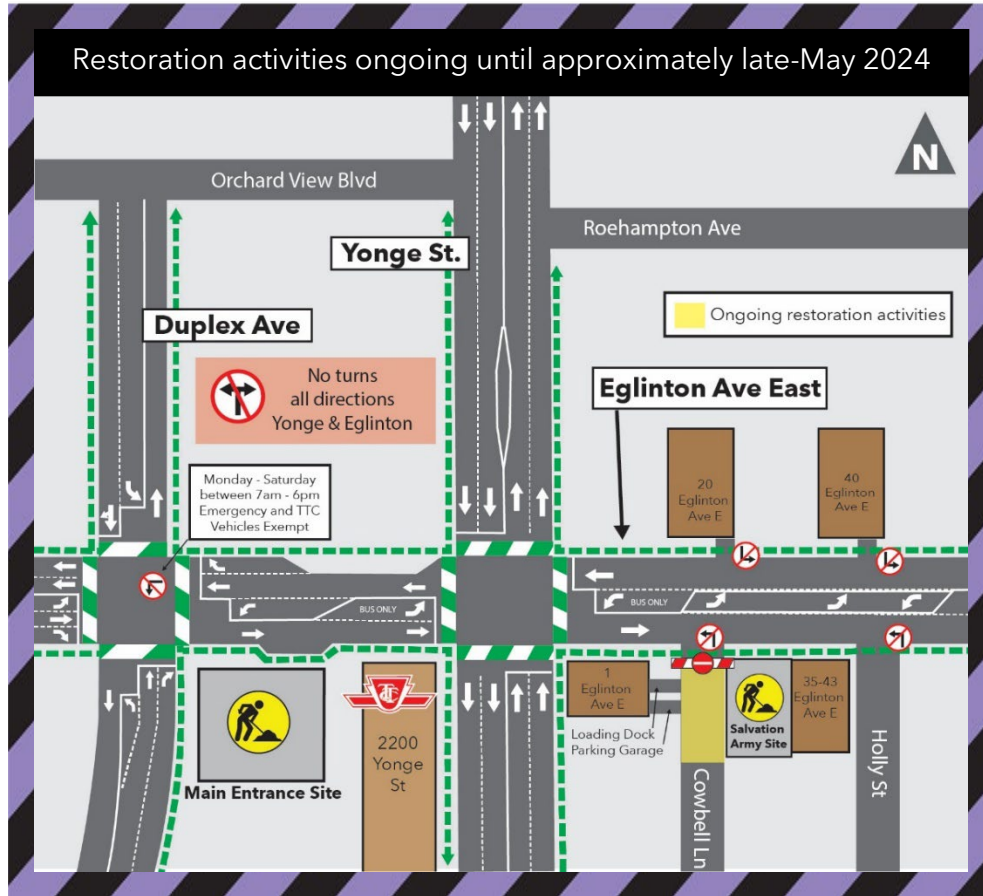 Restoration activities ongoing until approximately late-May 2024
N
Orchard View Blvd
Roehampton Ave
Yonge St.
Ongoing restoration activities
Duplex Ave
No turns
all directions
Yonge & Eglinton
Eglinton Ave East
Monday - Saturday
between 7am - 6pm
Emergency and TTC
Vehicles Exempt
20
Eglinton
Ave E
40
Eglinton
Ave E
BUS ONLY
BUS ONLY
1
Eglinton
Ave E
Loading Dock
Parking Garage
Salvation
Army Site
35-43
Eglinton
Ave E
TTC
2200
Yonge
St
Main Entrance Site
Cowbell Ln
Holly St